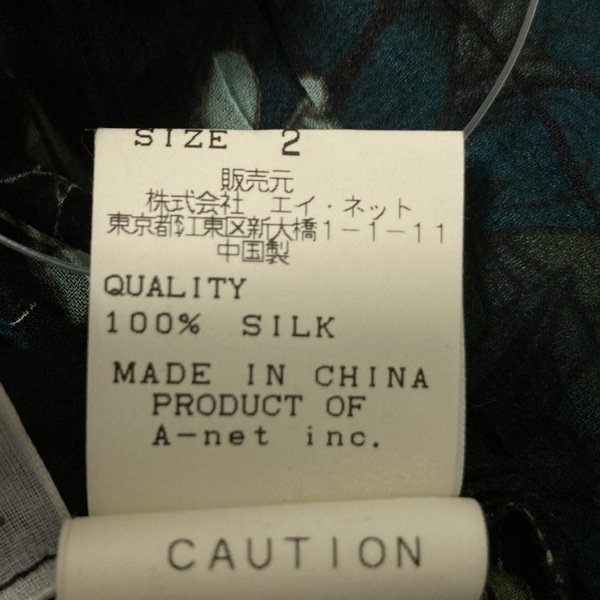 SIZE 2
販売元
株式会社 エイ・ネット
東京都江東区新大橋1-1-11
中国製
QUALITY
100% SILK
MADE IN CHINA
PRODUCT OF
A-net inc.
CAUTION